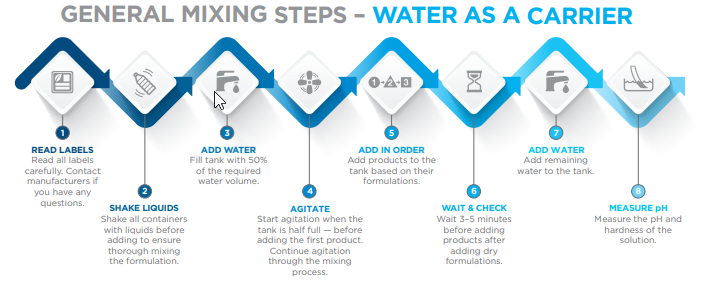 GENERAL MIXING STEPS – WATER AS A CARRIER
1
READ LABELS
Read all labels
carefully. Contact
manufacturers if
you have any
questions.
2
SHAKE LIQUIDS
Shake all containers
with liquids before
adding to ensure
thorough mixing
the formulation.
3
ADD WATER
Fill tank with 50%
of the required
water volume.
4
AGITATE
Start agitation when the
tank is half full — before
adding the first product.
Continue agitation
through the mixing
process.
1 2 3
5
ADD IN ORDER
Add products to the
tank based on their
formulations.
6
WAIT & CHECK
Wait 3–5 minutes
before adding
products after
adding dry
formulations.
7
ADD WATER
Add remaining
water to the tank.
8
MEASURE pH
Measure the pH and
hardness of the
solution.